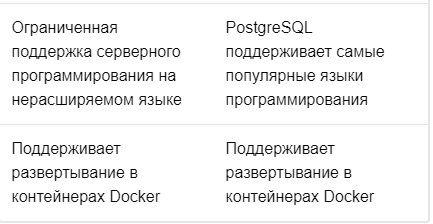 Ограниченная
поддержка серверного
программирования на
нерасширяемом языке
PostgreSQL
поддерживает самые
популярные языки
программирования
Поддерживает
развертывание в
контейнерах Docker
Поддерживает
развертывание в
контейнерах Docker